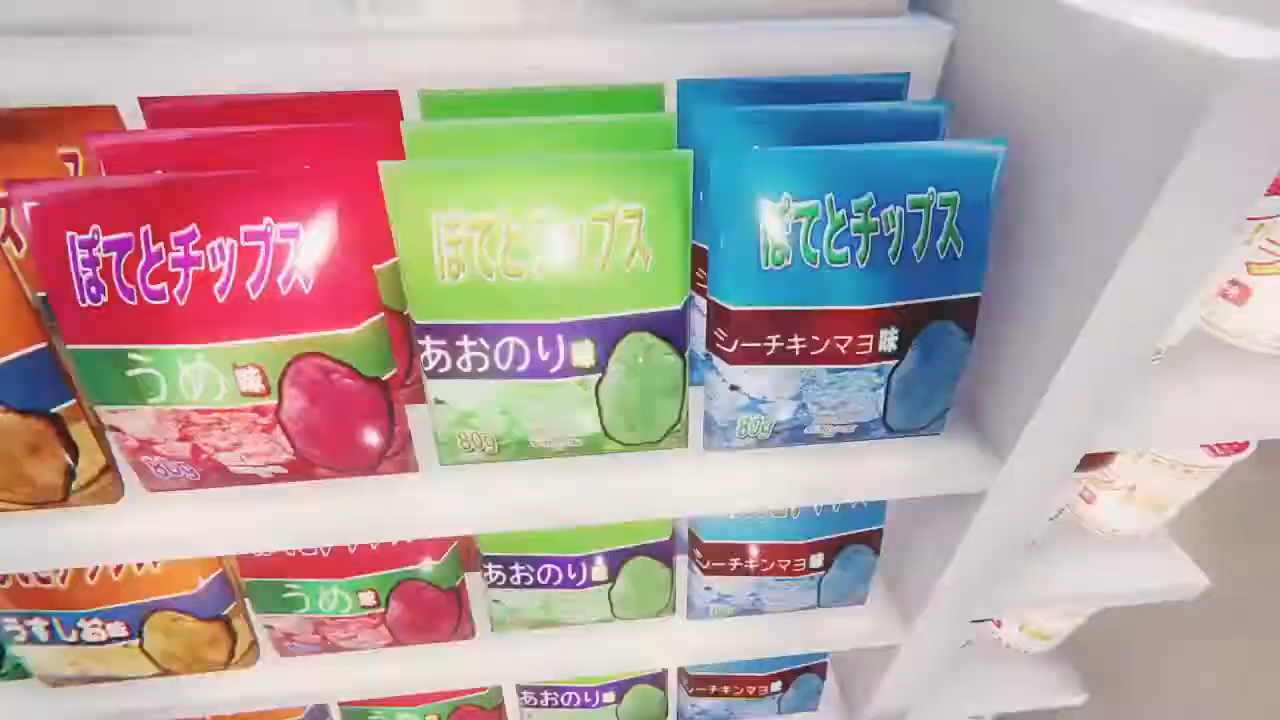 ぽてとチップス
うめ味
80g
ぽてとチップス
あおのり味
80g
ぽてとチップス
シーチキンマヨ味
80g
うすしお味
うめ味
あおのり味
シーチキンマヨ味
あおのり味
シーチキンマヨ味